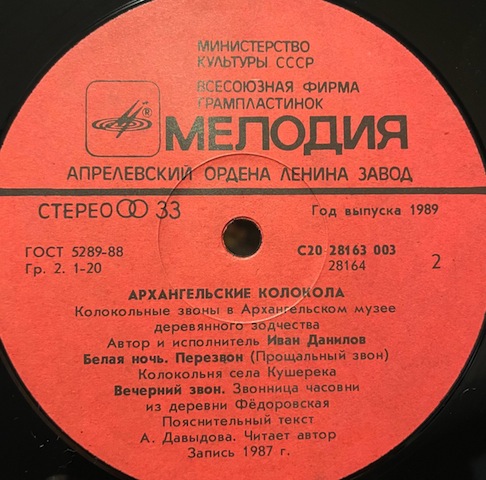 МИНИСТЕРСТВО
КУЛЬТУРЫ СССР
ВСЕСОЮЗНАЯ ФИРМА
ГРАМПЛАСТИНОК
®
МЕЛОДИЯ
АПРЕЛЕВСКИЙ ОРДЕНА ЛЕНИНА ЗАВОД
СТЕРЕО 33
Год выпуска 1989
ГОСТ 5289-88
Гр. 2. 1-20
С20 28163 003
28164
2
АРХАНГЕЛЬСКИЕ КОЛОКОЛА
Колокольные звоны в Архангельском музее
деревянного зодчества
Автор и исполнитель Иван Данилов
Белая ночь. Перезвон (Прощальный звон)
Колокольня села Кушерека
Вечерний звон. Звонница часовни
из деревни Фёдоровская
Пояснительный текст
А. Давыдова. Читает автор
Запись 1987 г.